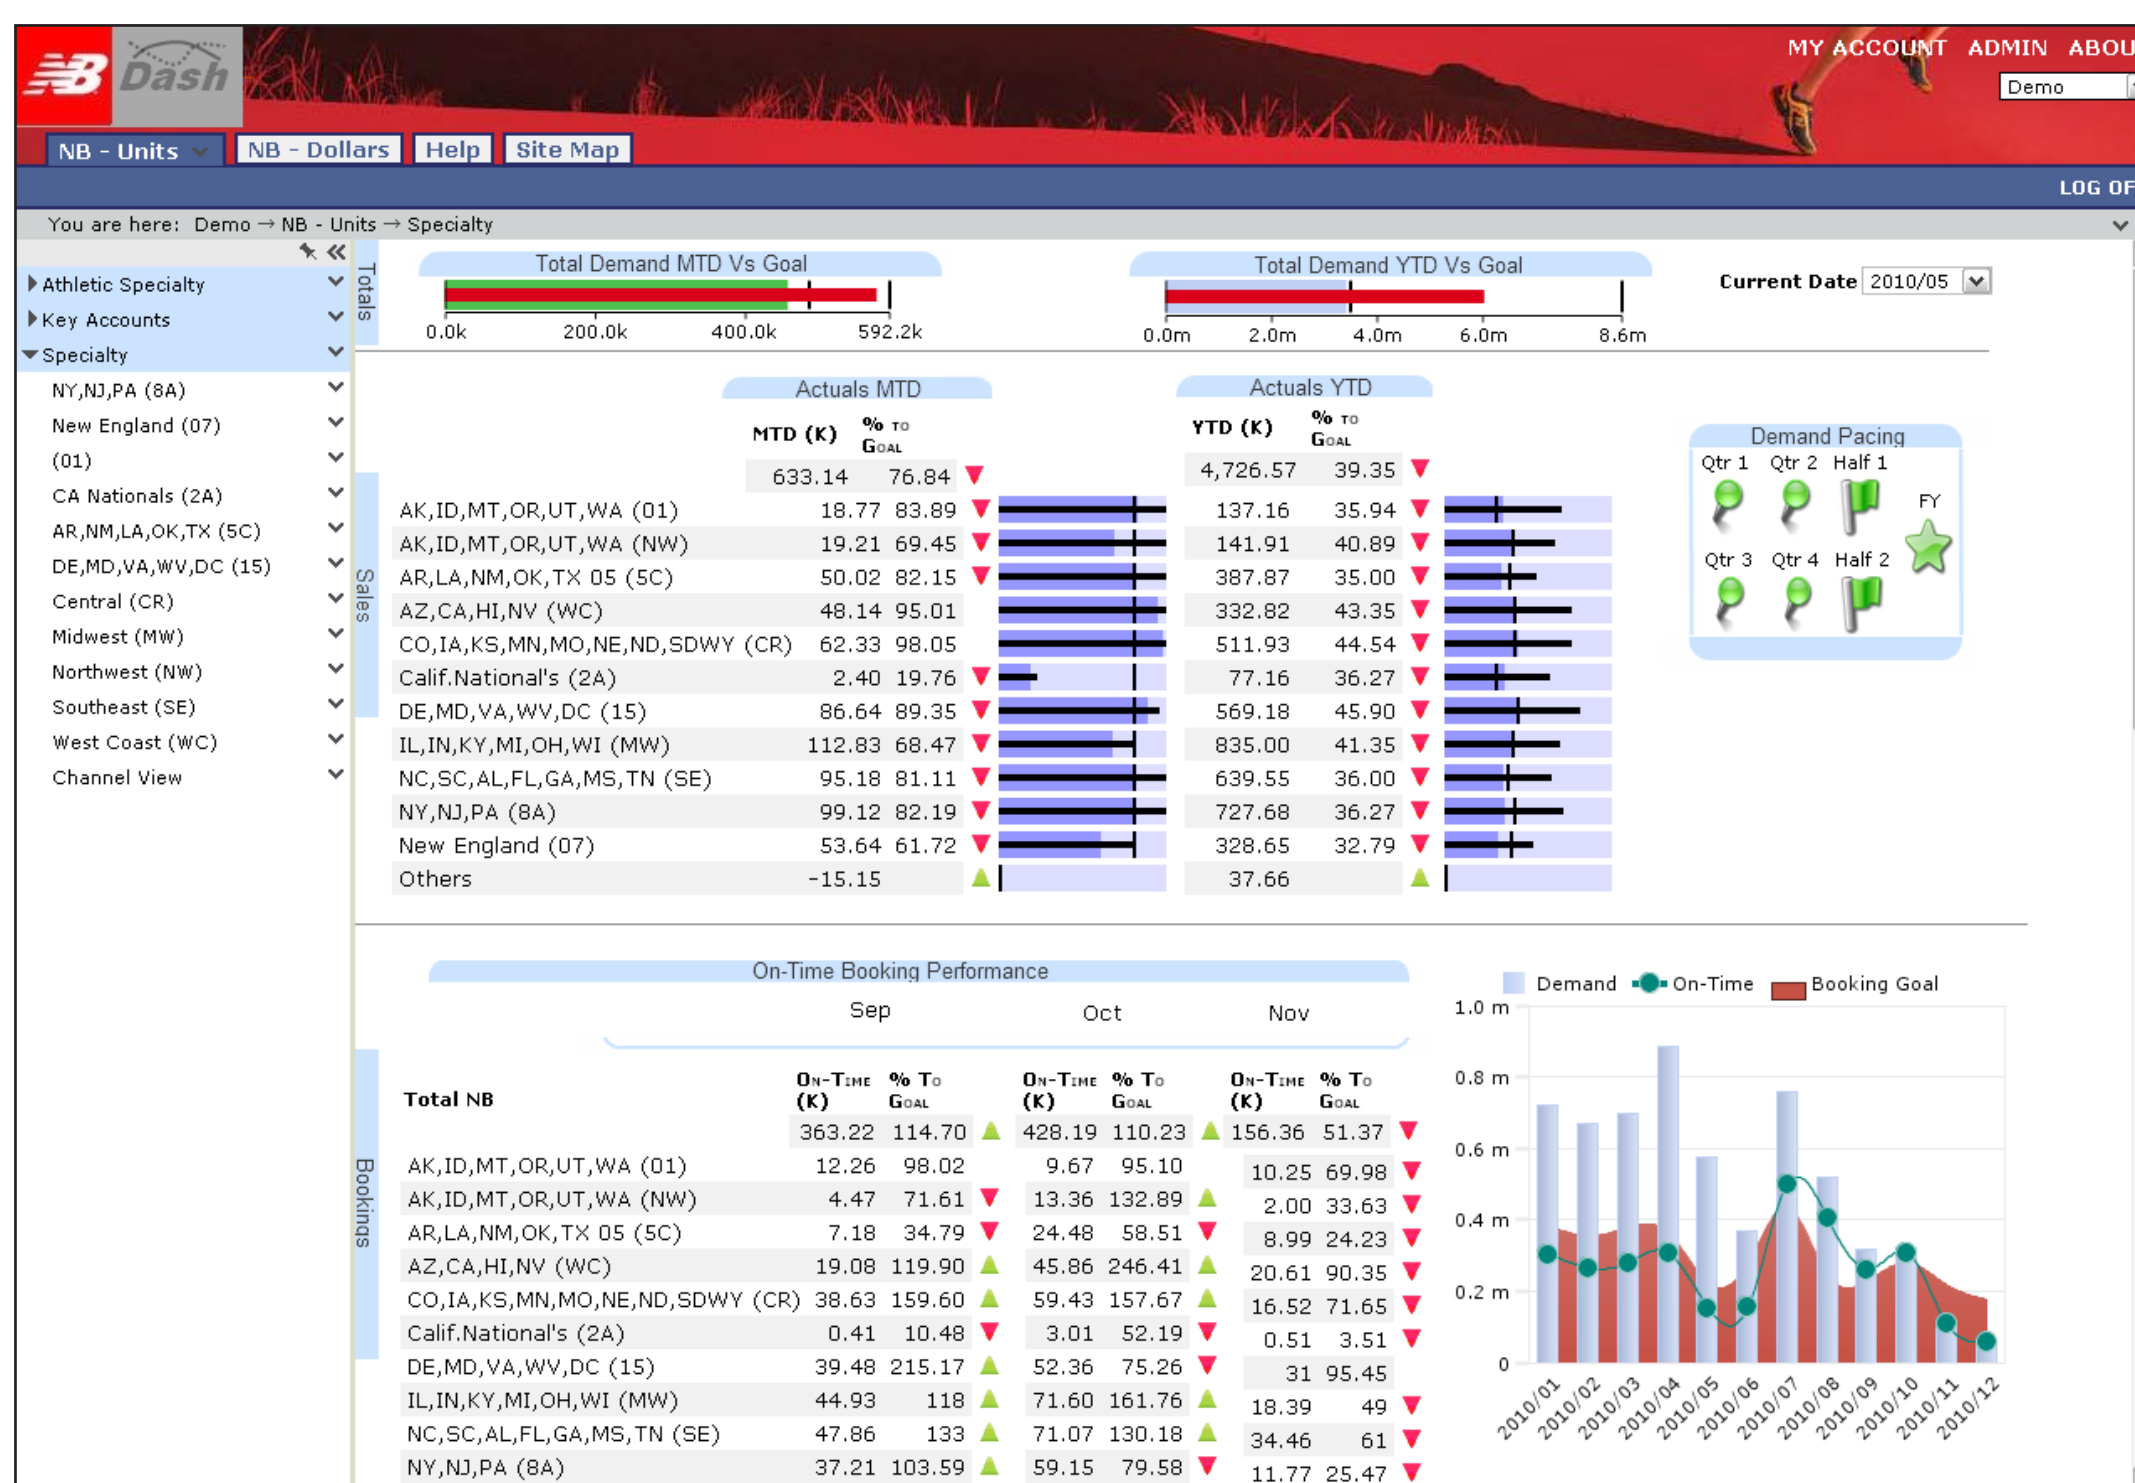 NB Dash
MY ACCOUNT ADMIN ABOU
Demo
NB - Units NB - Dollars Help Site Map
LOG OF
You are here: Demo → NB - Units → Specialty
Athletic Specialty
Key Accounts
Specialty
NY,NJ,PA (8A)
New England (07)
(01)
CA Nationals (2A)
AR,NM,LA,OK,TX (5C)
DE,MD,VA,WV,DC (15)
Central (CR)
Midwest (MW)
Northwest (NW)
Southeast (SE)
West Coast (WC)
Channel View
Totals
Total Demand MTD Vs Goal
0.0k 200.0k 400.0k 592.2k
Total Demand YTD Vs Goal
0.0m 2.0m 4.0m 6.0m 8.6m
Current Date 2010/05
Sales
Actuals MTD Actuals YTD
MTD (K) % TO GOAL YTD (K) % TO GOAL
633.14 76.84 4,726.57 39.35
AK,ID,MT,OR,UT,WA (01) 18.77 83.89 137.16 35.94
AK,ID,MT,OR,UT,WA (NW) 19.21 69.45 141.91 40.89
AR,LA,NM,OK,TX 05 (5C) 50.02 82.15 387.87 35.00
AZ,CA,HI,NV (WC) 48.14 95.01 332.82 43.35
CO,IA,KS,MN,MO,NE,ND,SDWY (CR) 62.33 98.05 511.93 44.54
Calif.National's (2A) 2.40 19.76 77.16 36.27
DE,MD,VA,WV,DC (15) 86.64 89.35 569.18 45.90
IL,IN,KY,MI,OH,WI (MW) 112.83 68.47 835.00 41.35
NC,SC,AL,FL,GA,MS,TN (SE) 95.18 81.11 639.55 36.00
NY,NJ,PA (8A) 99.12 82.19 727.68 36.27
New England (07) 53.64 61.72 328.65 32.79
Others -15.15 37.66
Demand Pacing
Qtr 1 Qtr 2 Half 1
FY
Qtr 3 Qtr 4 Half 2
Bookings
On-Time Booking Performance
Sep Oct Nov
Total NB ON-TIME (K) % TO GOAL ON-TIME (K) % TO GOAL ON-TIME (K) % TO GOAL
363.22 114.70 428.19 110.23 156.36 51.37
AK,ID,MT,OR,UT,WA (01) 12.26 98.02 9.67 95.10 10.25 69.98
AK,ID,MT,OR,UT,WA (NW) 4.47 71.61 13.36 132.89 2.00 33.63
AR,LA,NM,OK,TX 05 (5C) 7.18 34.79 24.48 58.51 8.99 24.23
AZ,CA,HI,NV (WC) 19.08 119.90 45.86 246.41 20.61 90.35
CO,IA,KS,MN,MO,NE,ND,SDWY (CR) 38.63 159.60 59.43 157.67 16.52 71.65
Calif.National's (2A) 0.41 10.48 3.01 52.19 0.51 3.51
DE,MD,VA,WV,DC (15) 39.48 215.17 52.36 75.26 31 95.45
IL,IN,KY,MI,OH,WI (MW) 44.93 118 71.60 161.76 18.39 49
NC,SC,AL,FL,GA,MS,TN (SE) 47.86 133 71.07 130.18 34.46 61
NY,NJ,PA (8A) 37.21 103.59 59.15 79.58 11.77 25.47
Demand On-Time Booking Goal
1.0 m
0.8 m
0.6 m
0.4 m
0.2 m
0
2010/01 2010/02 2010/03 2010/04 2010/05 2010/06 2010/07 2010/08 2010/09 2010/10 2010/11 2010/12